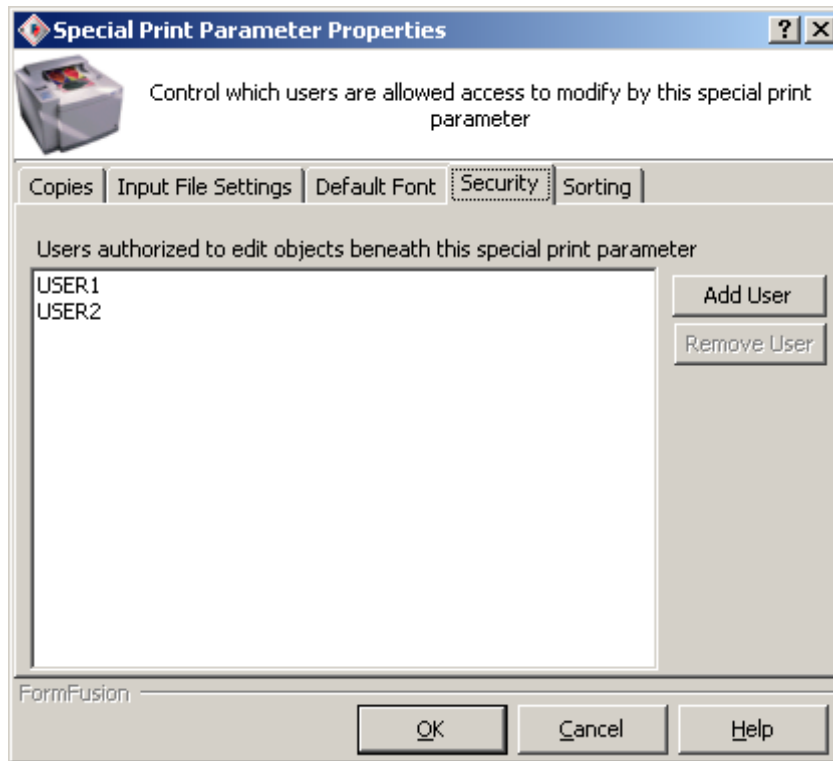 Special Print Parameter Properties
Control which users are allowed access to modify by this special print
parameter
Copies Input File Settings Default Font Security Sorting
Users authorized to edit objects beneath this special print parameter
USER1
USER2
Add User
Remove User
FormFusion
OK Cancel Help